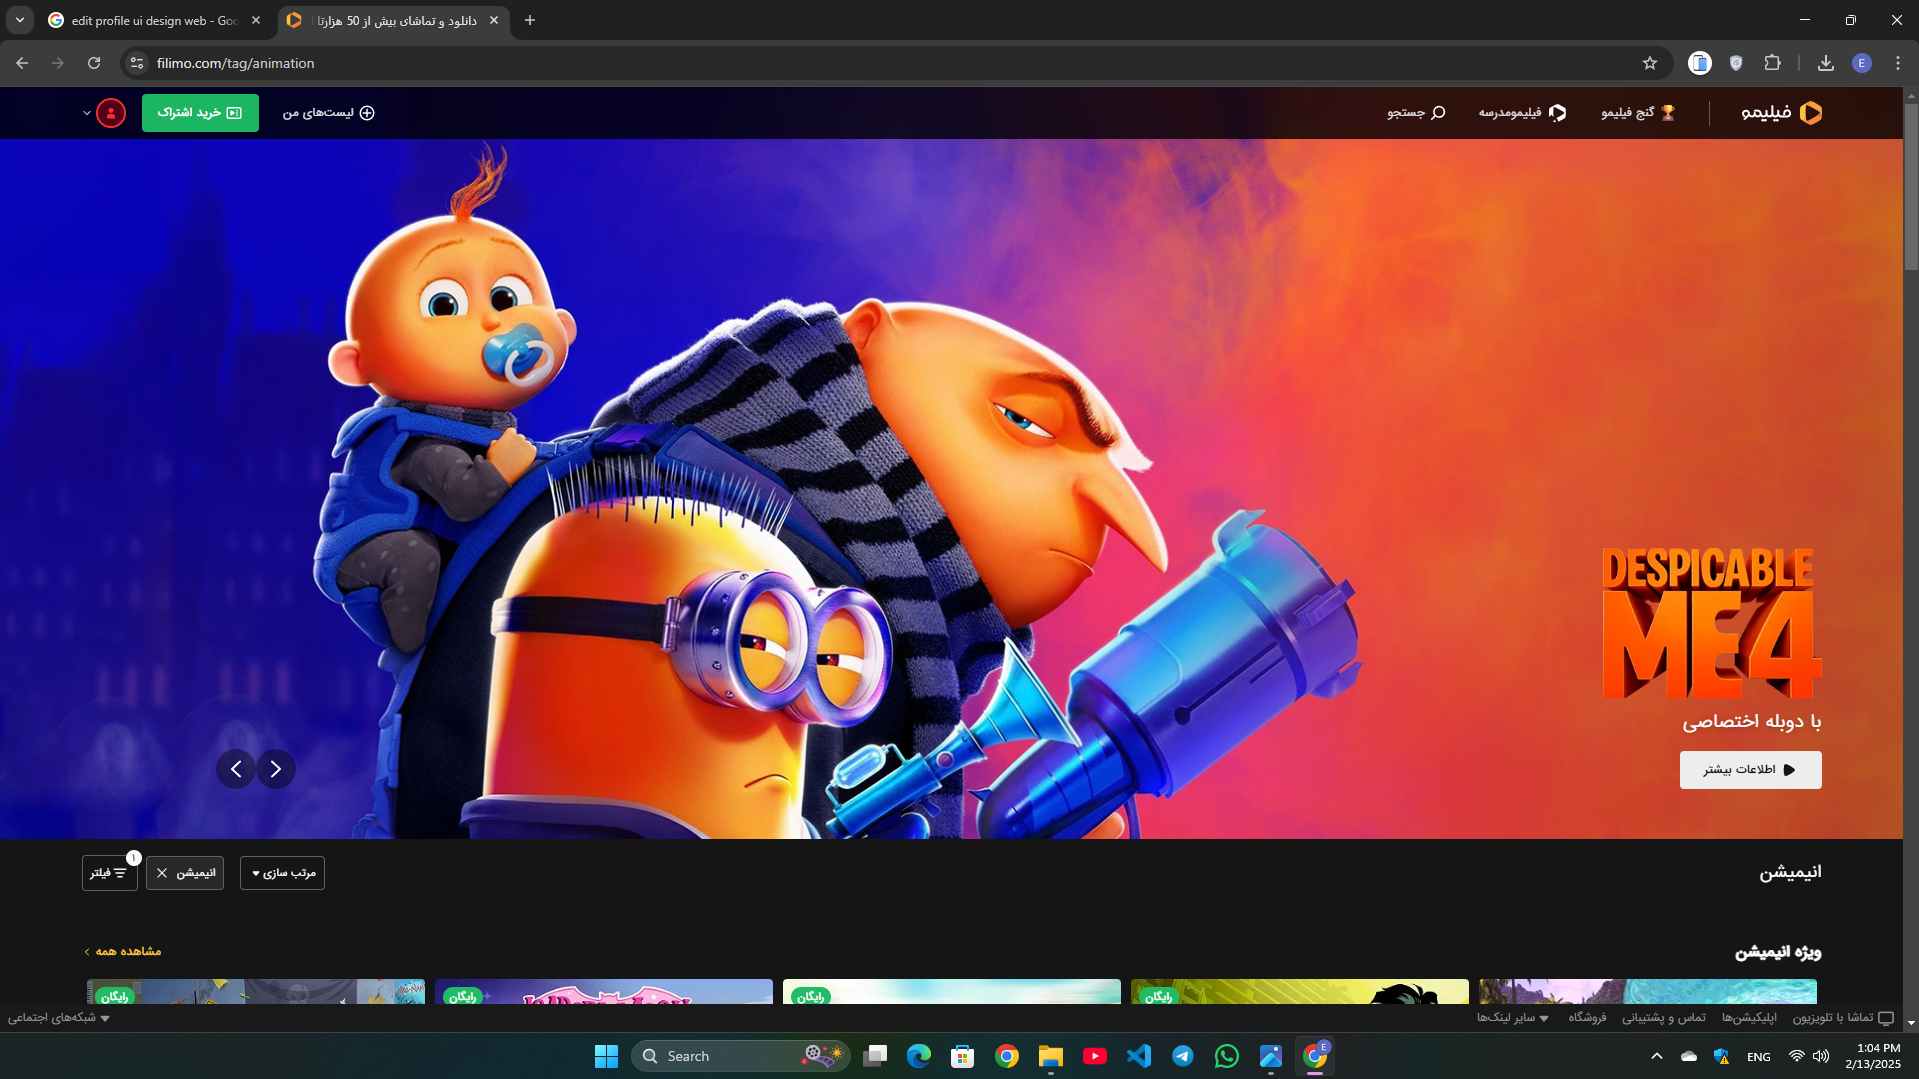 edit profile ui design web - Goo
دانلود و تماشای بیش از 50 هزارتا
filimo.com/tag/animation
E
فیلیمو
گنج فیلیمو
فیلیمومدرسه
جستجو
لیست‌های من
خرید اشتراک
DESPICABLE
ME4
با دوبله اختصاصی
اطلاعات بیشتر
انیمیشن
مرتب سازی
انیمیشن
فیلتر
۱
ویژه انیمیشن
مشاهده همه
رایگان
رایگان
رایگان
رایگان
تماشا با تلویزیون
اپلیکیشن‌ها
تماس و پشتیبانی
فروشگاه
سایر لینک‌ها
شبکه‌های اجتماعی
Search
E
ENG
1:04 PM
2/13/2025